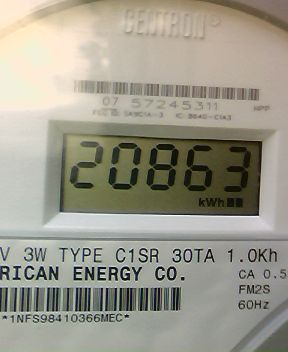 CENTRON®
07 57245311
20863
kWh
V 3W TYPE C1SR 30TA 1.0Kh
RICAN ENERGY CO.
CA 0.5
FM2S
60Hz
*1NFS98410366MEC*